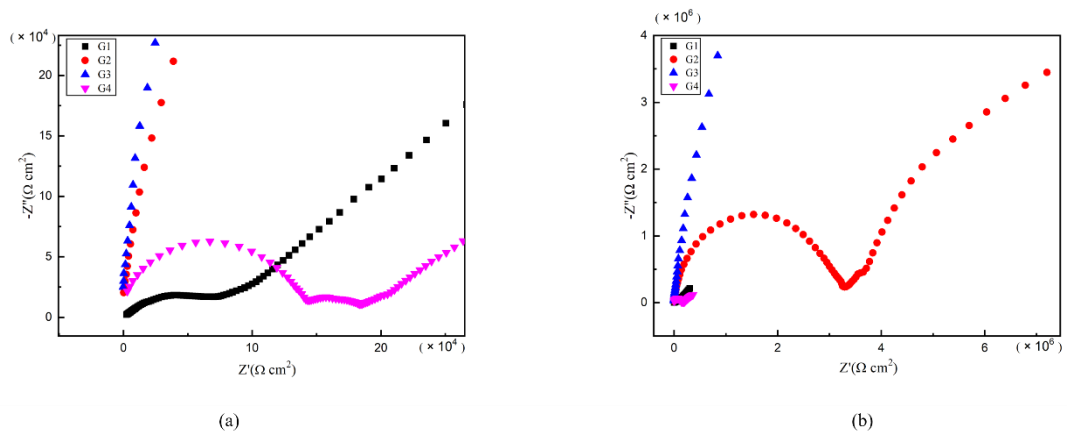 ( × 10⁴)
G1
G2
G3
G4
20
15
10
5
0
-Z''(Ω cm²)
0
10
20
( × 10⁴)
Z'(Ω cm²)
(a)
( × 10⁶)
4
G1
G2
G3
G4
3
2
1
0
-Z''(Ω cm²)
0
2
4
6
( × 10⁶)
Z'(Ω cm²)
(b)